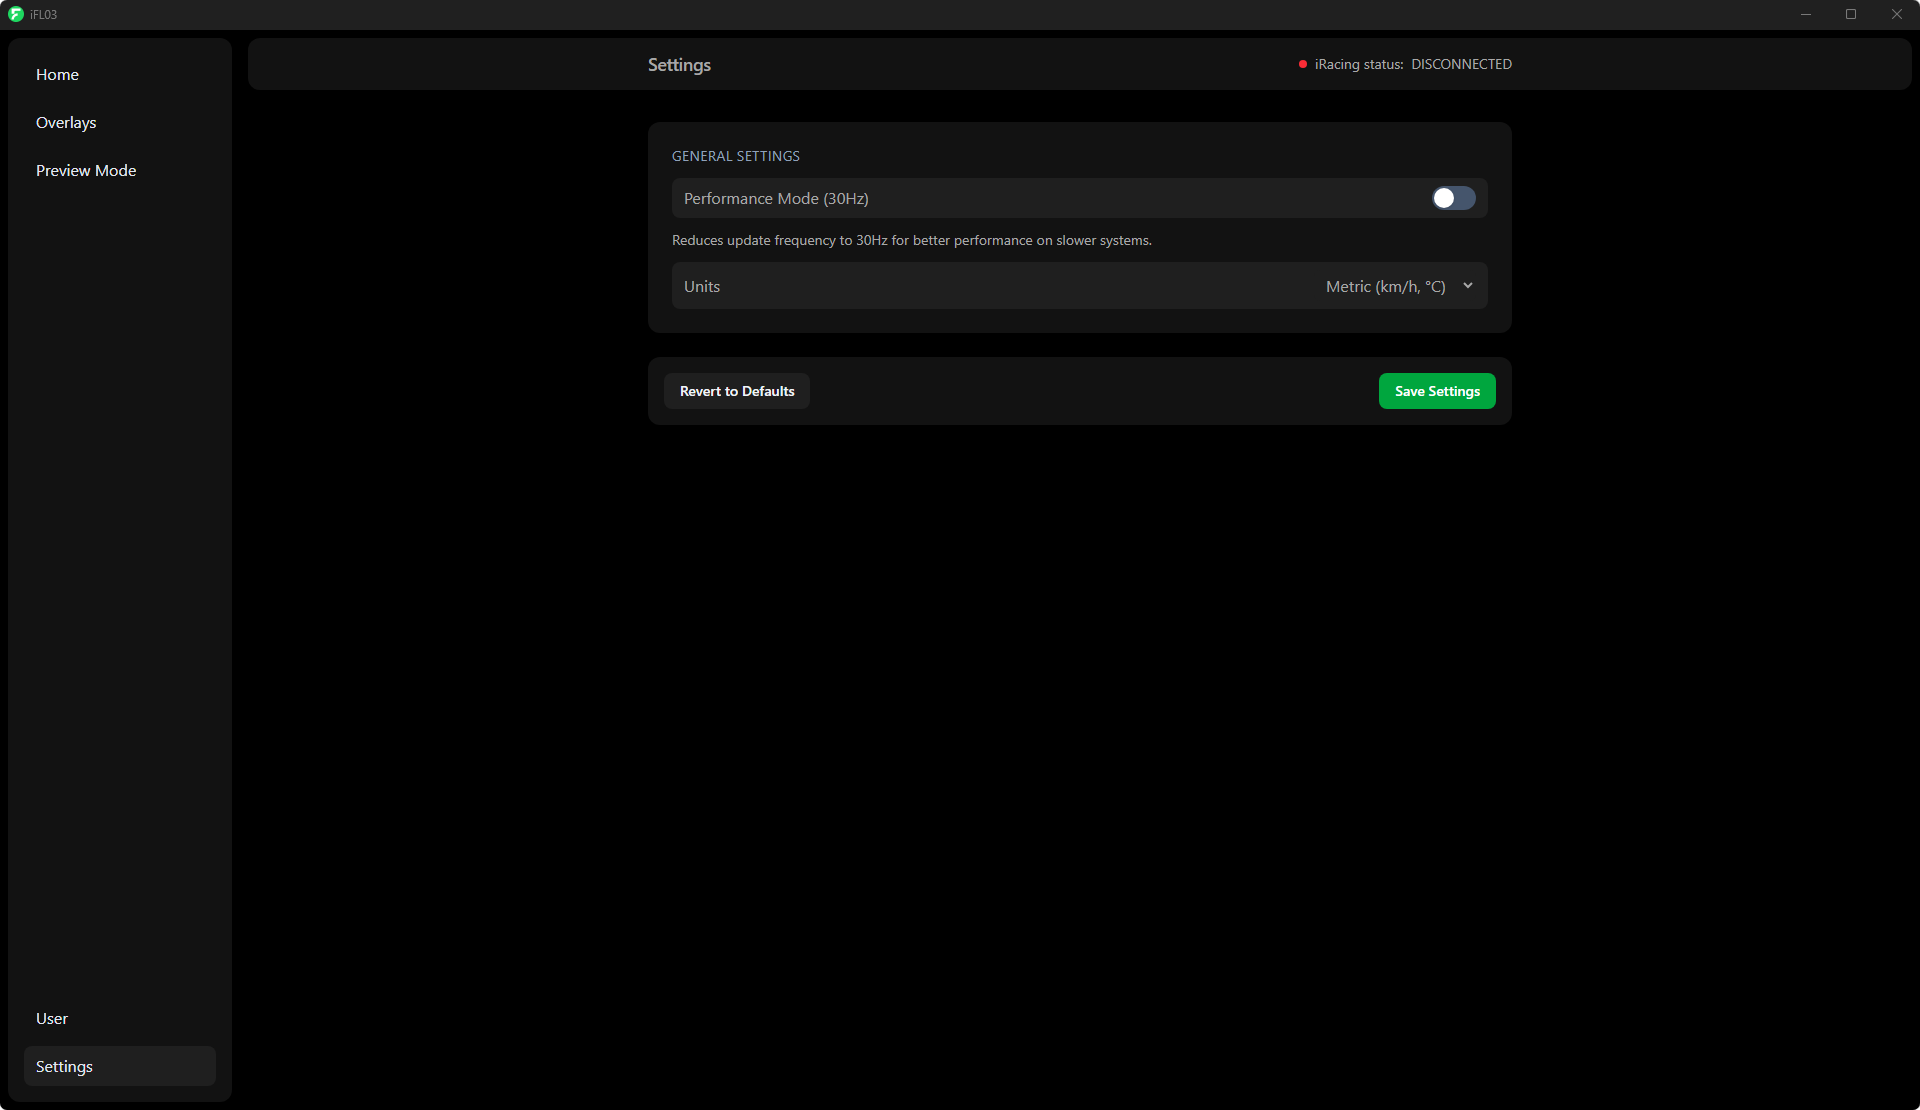 iFL03
Home
Overlays
Preview Mode
User
Settings
Settings
iRacing status: DISCONNECTED
GENERAL SETTINGS
Performance Mode (30Hz)
Reduces update frequency to 30Hz for better performance on slower systems.
Units
Metric (km/h, °C)
Revert to Defaults
Save Settings